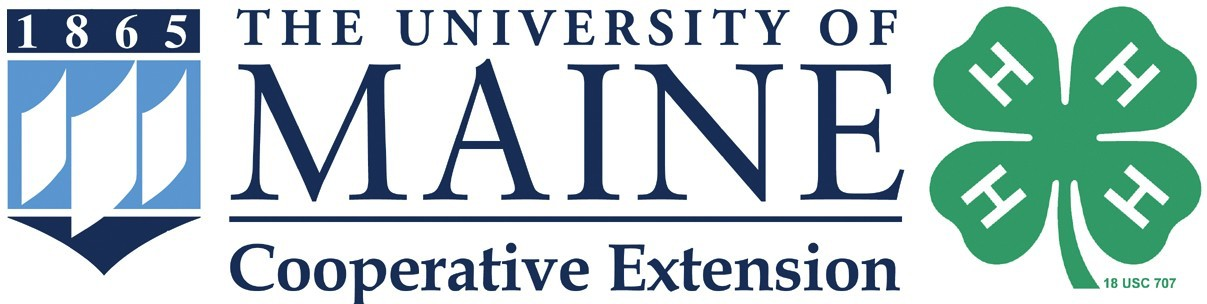 1865
THE UNIVERSITY OF
MAINE
Cooperative Extension
H H
H H
18 USC 707